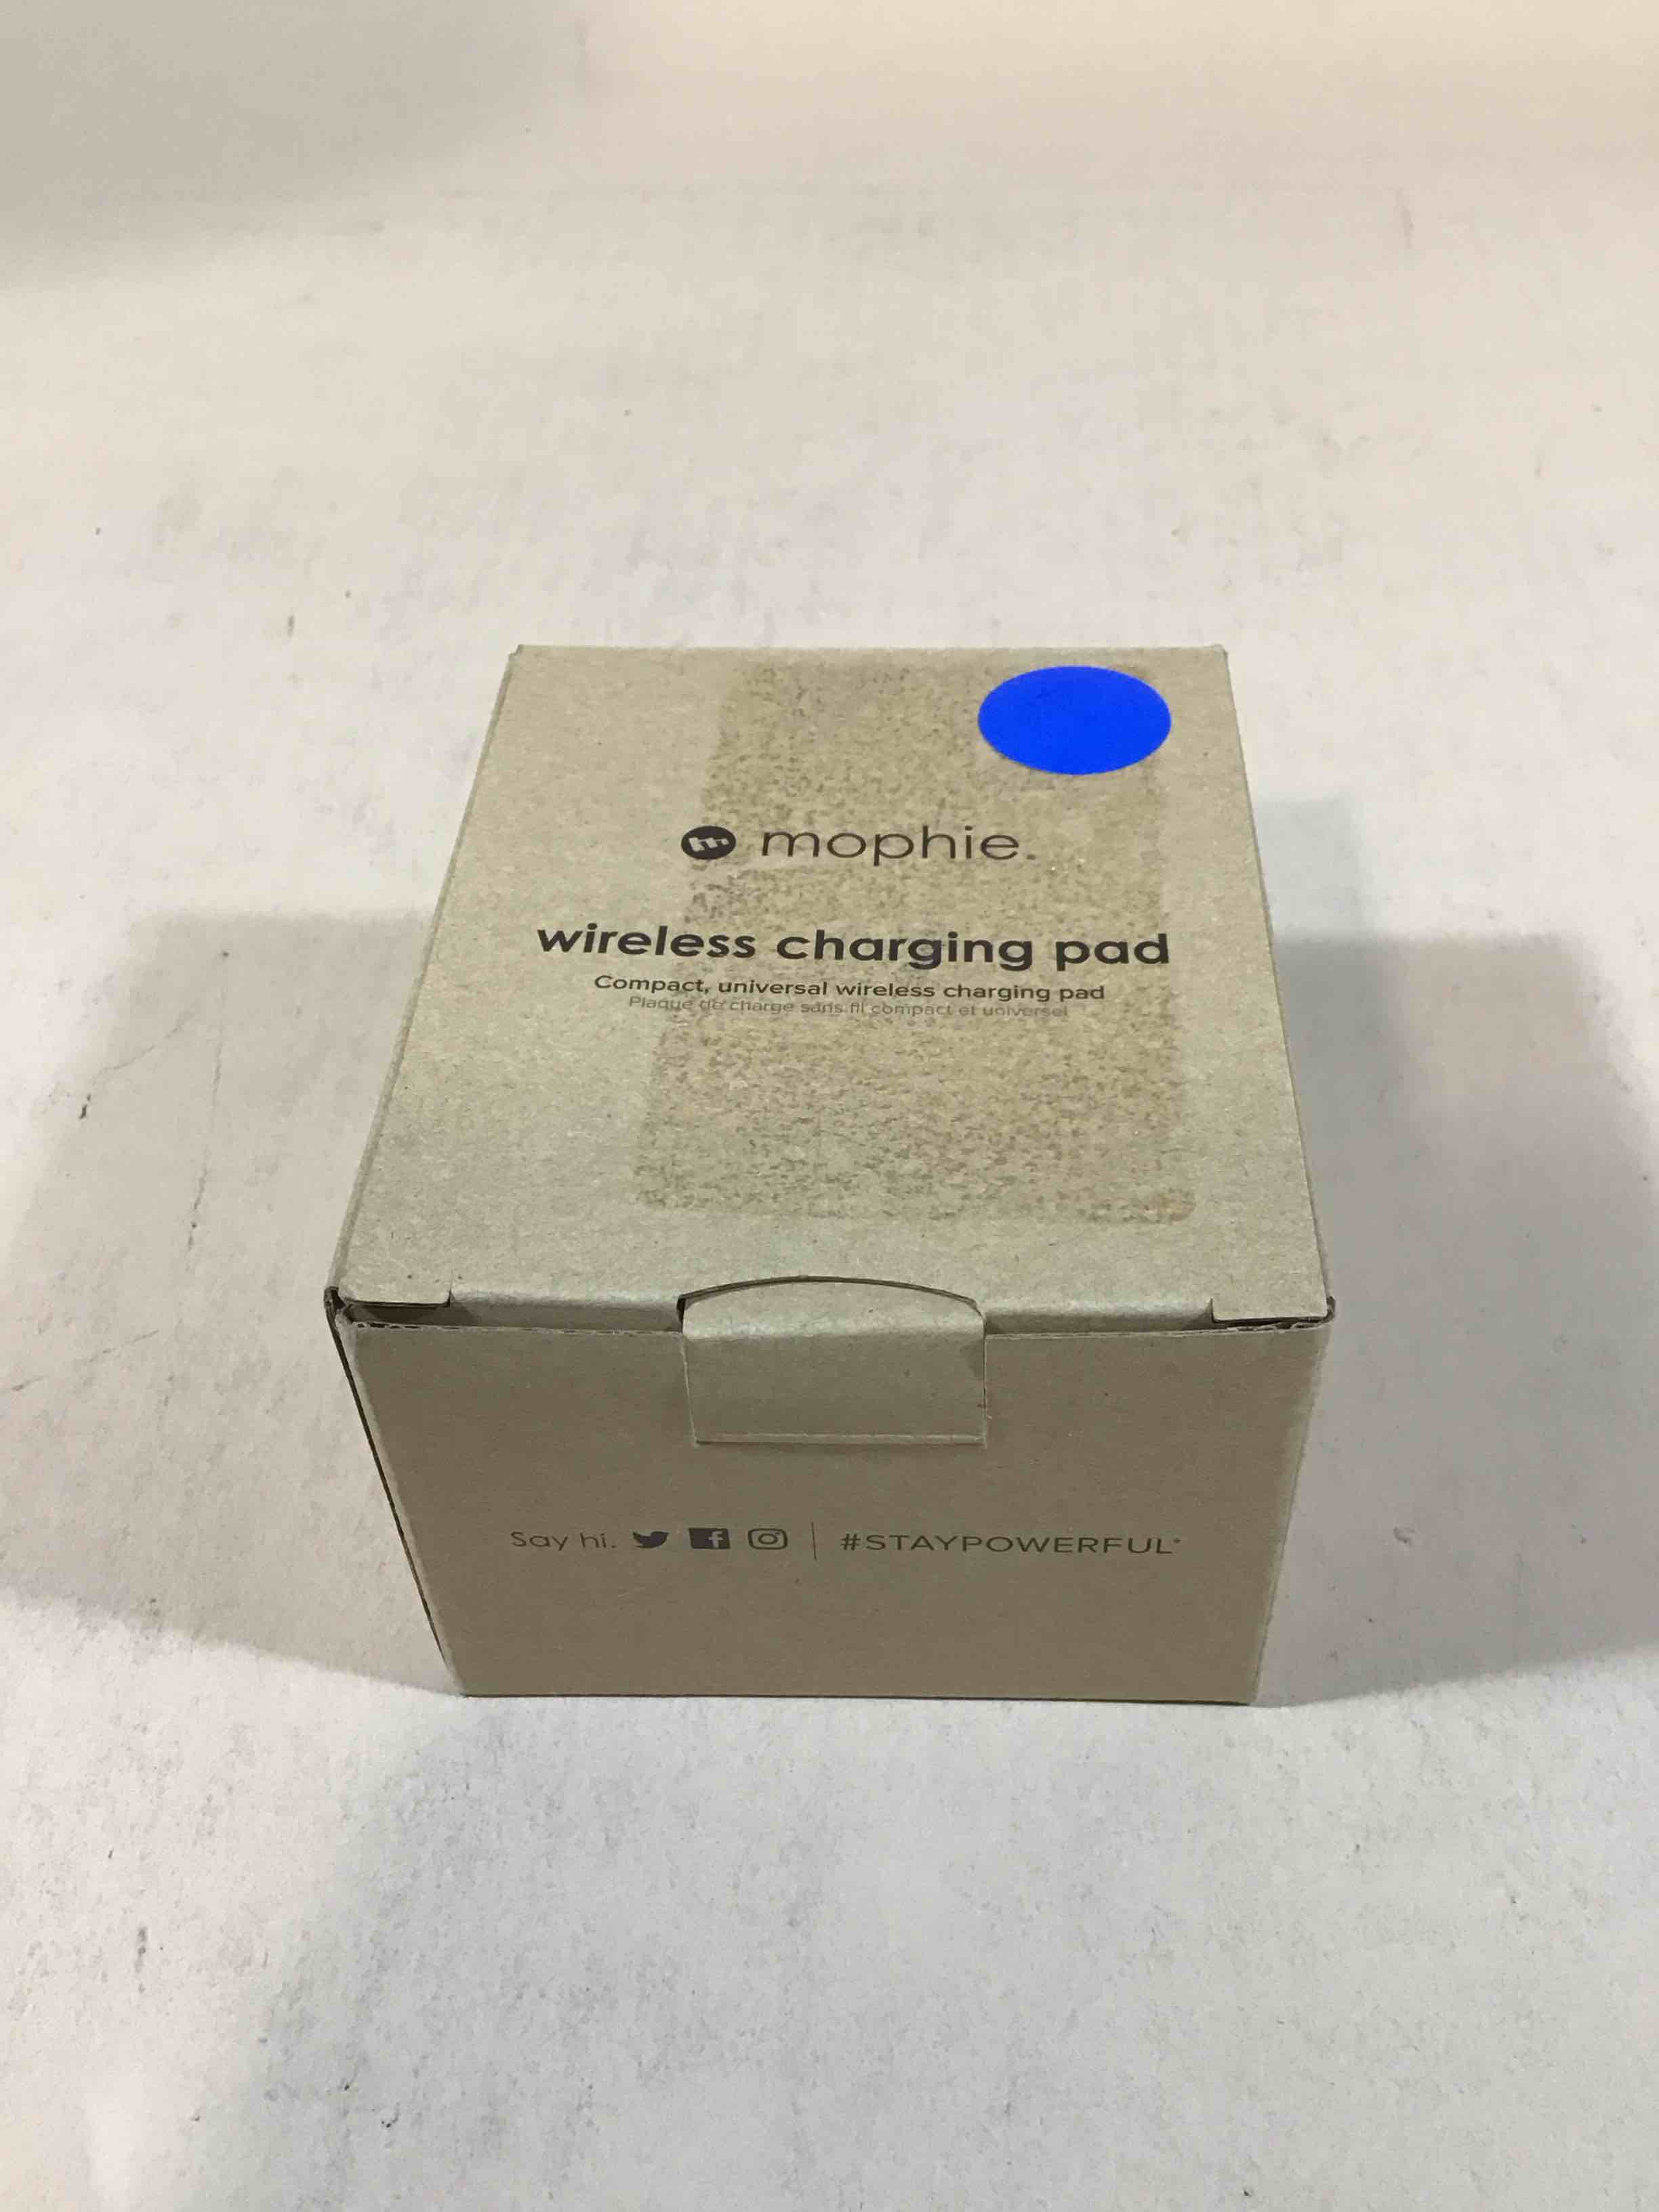 mophie.
wireless charging pad
Compact, universal wireless charging pad
Plaque de charge sans fil compact et universel
Say hi. #STAYPOWERFUL